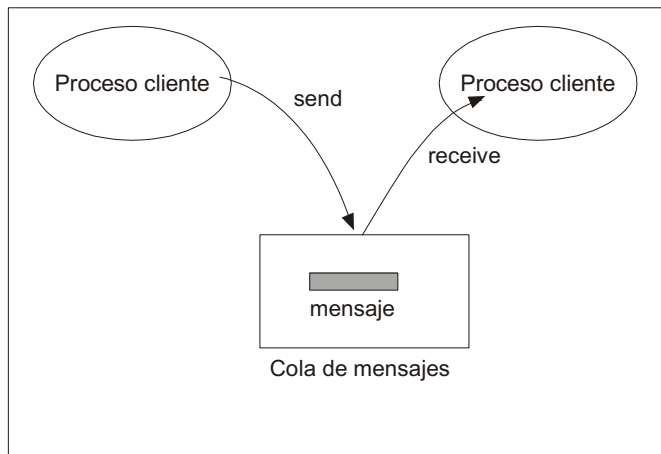 Proceso cliente
Proceso cliente
send
receive
mensaje
Cola de mensajes